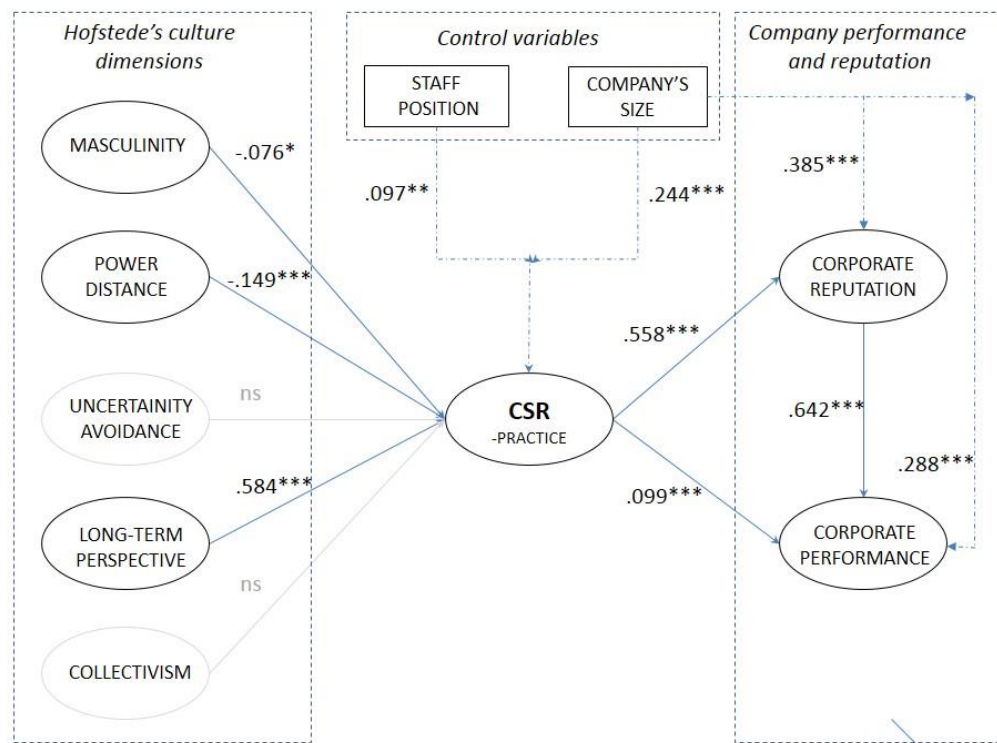 Hofstede's culture
dimensions
MASCULINITY
POWER
DISTANCE
UNCERTAINITY
AVOIDANCE
LONG-TERM
PERSPECTIVE
COLLECTIVISM
-.076*
-.149***
ns
.584***
ns
Control variables
STAFF
POSITION
COMPANY'S
SIZE
.097**
.244***
CSR
-PRACTICE
.558***
.099***
Company performance
and reputation
.385***
CORPORATE
REPUTATION
.642***
.288***
CORPORATE
PERFORMANCE